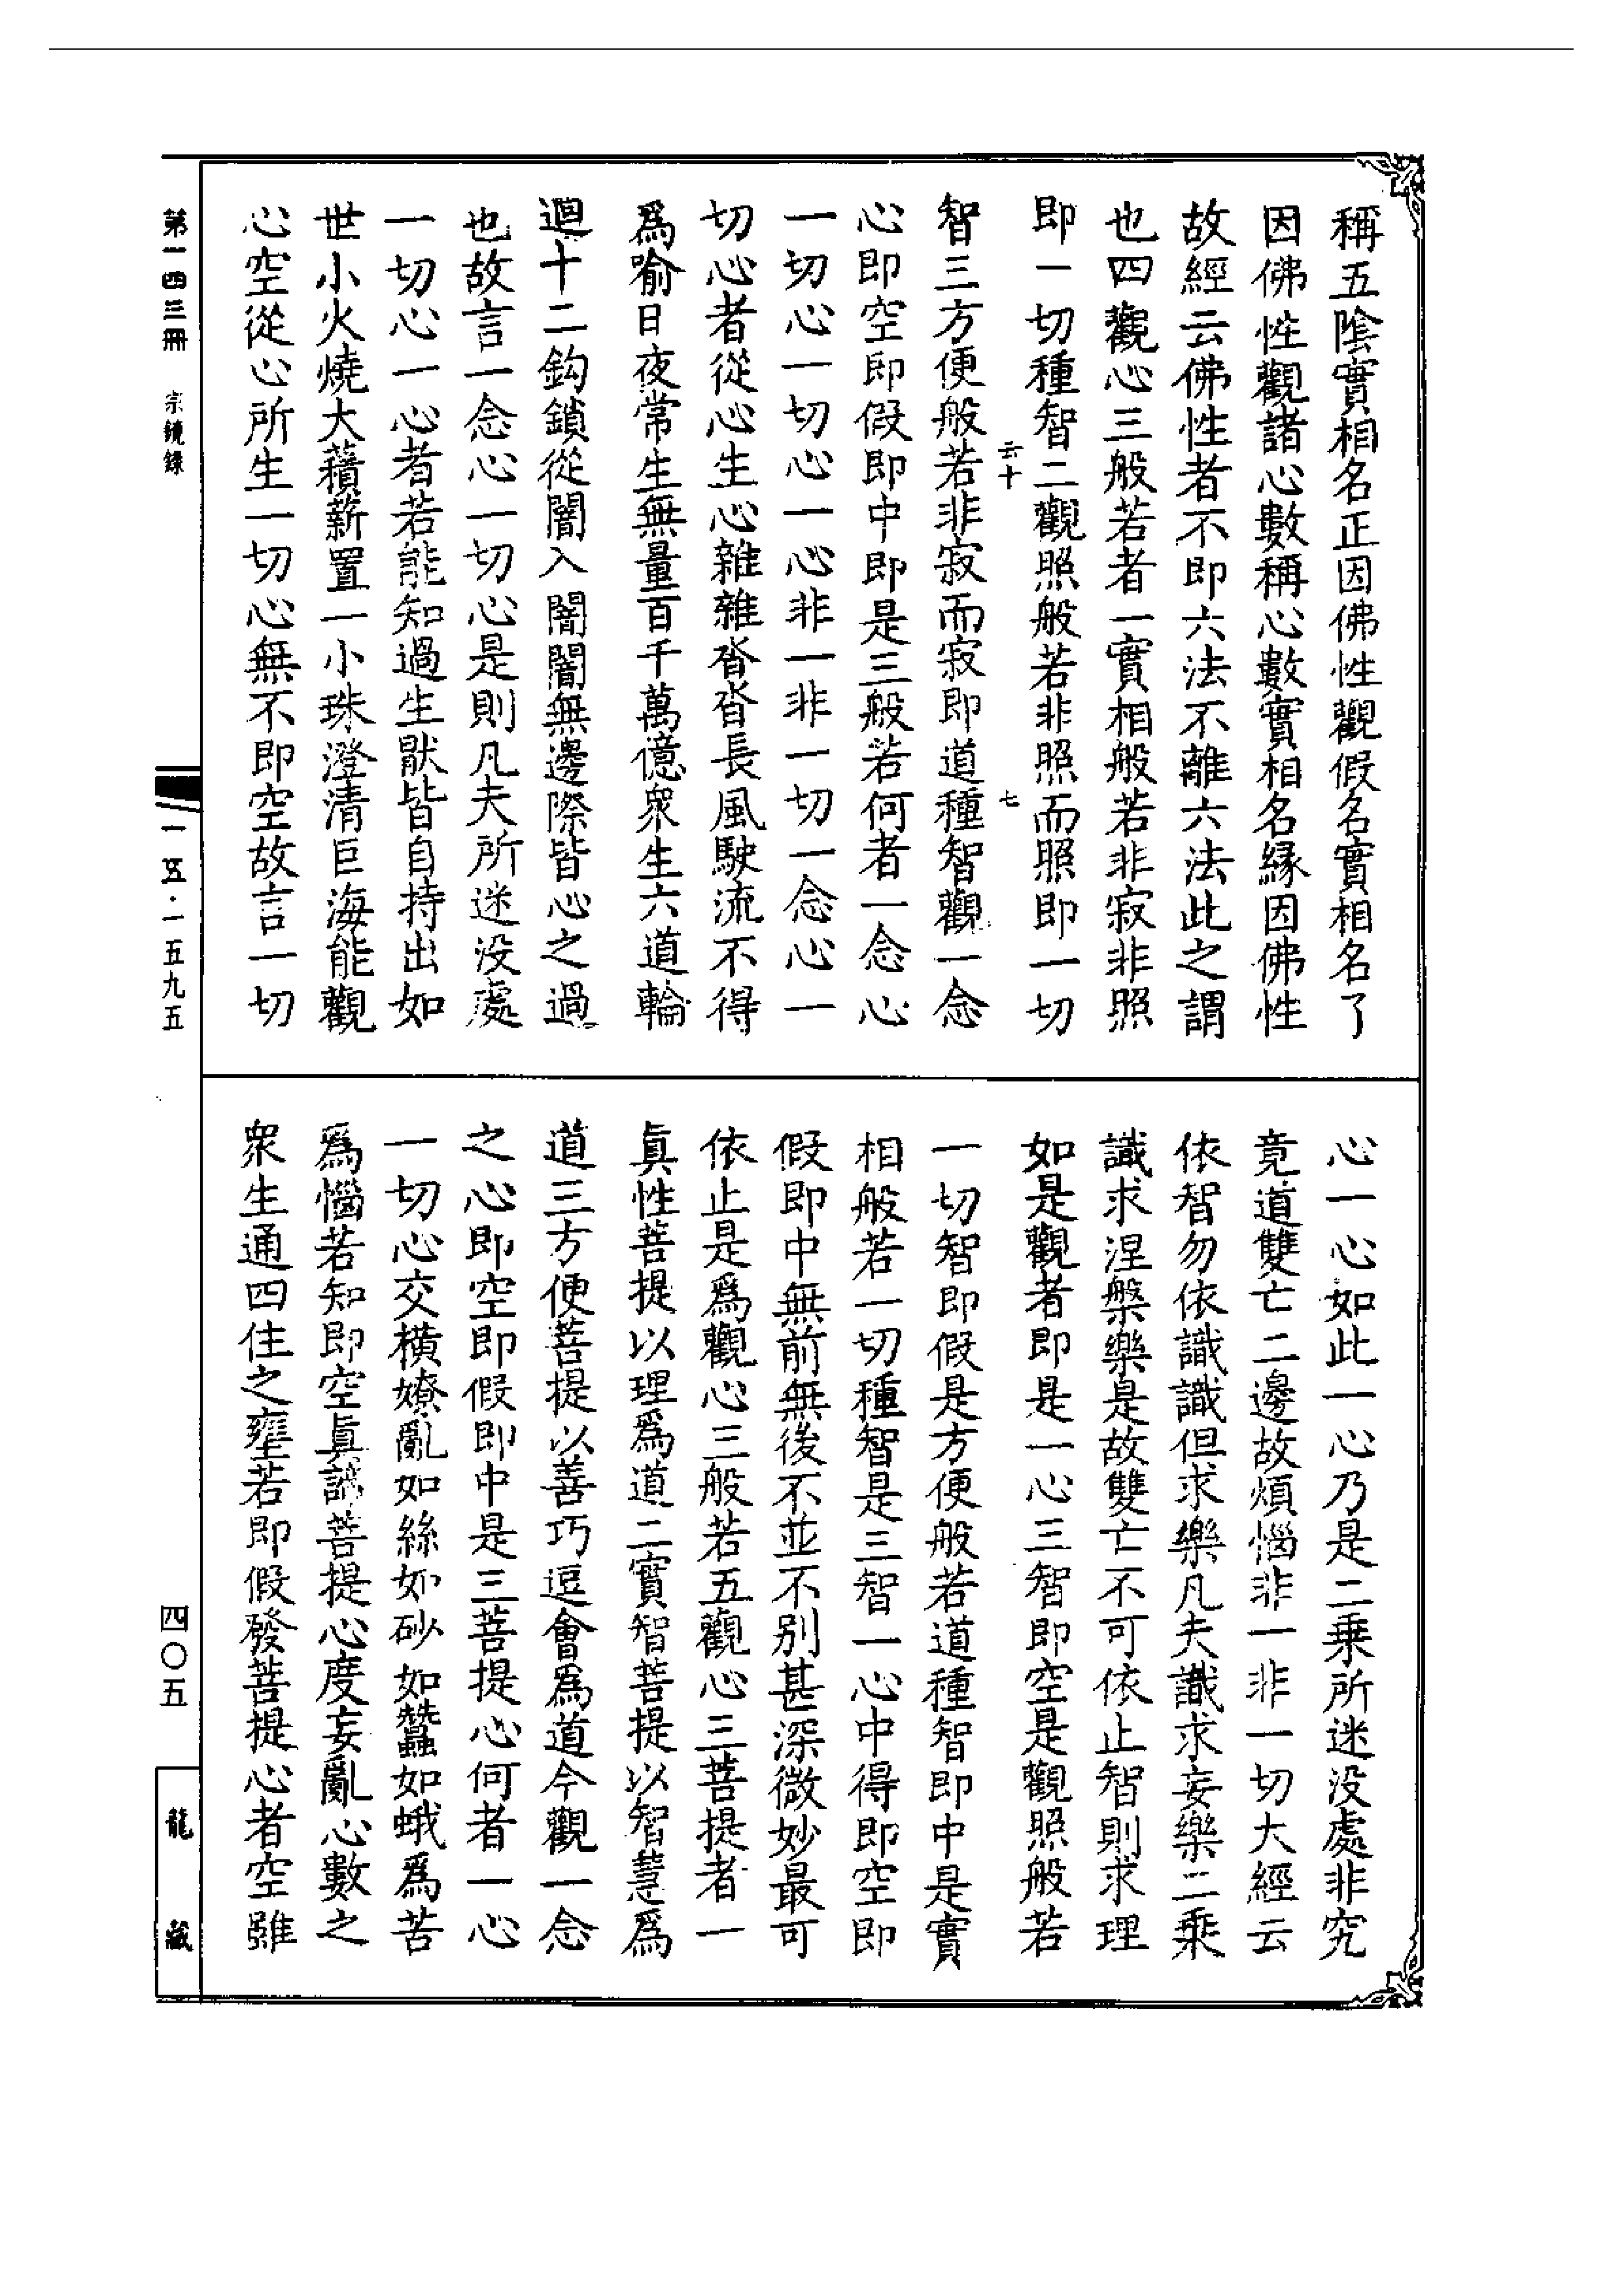 稱五陰實相名正因佛性觀假名實相名了
因佛性觀諸心數稱心數實相名緣因佛性
故經云佛性者不即六法不離六法此之謂
也四觀心三般若者一實相般若非寂非照
即一切種智二觀照般若非照而照即一切
云十 七
智三方便般若非寂而寂即道種智觀一念
心即空即假即中即是三般若何者一念心
一切心一切心一心非一非一切一念心一
切心者從心生心雜雜沓沓長風駛流不得
爲喻日夜常生無量百千萬億衆生六道輪
迴十二鈎鎖從闇入闇闇無邊際皆心之過
也故言一念心一切心是則凡夫所迷没處
一切心一心者若能知過生猒皆自持出如
世小火燒大𧂐薪置一小珠澄清巨海能觀
心空從心所生一切心無不即空故言一切
心一心如此一心乃是二乘所迷没處非究
竟道雙亡二邊故煩惱非一非一切大經云
依智勿依識識但求樂凡夫識求妄樂二乘
識求涅槃樂是故雙亡不可依止智則求理
如是觀者即是一心三智即空是觀照般若
一切智即假是方便般若道種智即中是實
相般若一切種智是三智一心中得即空即
假即中無前無後不並不别甚深微妙最可
依止是爲觀心三般若五觀心三菩提者一
眞性菩提以理爲道二實智菩提以智慧爲
道三方便菩提以善巧逗會爲道今觀一念
之心即空即假即中是三菩提心何者一心
一切心交橫嫽亂如絲如砂如蠶如蛾爲苦
爲惱若知即空眞諦菩提心度妄亂心數之
衆生通四住之壅若即假發菩提心者空雖
第一四三冊 宗鏡錄
一五·一五九五
四〇五
龍藏